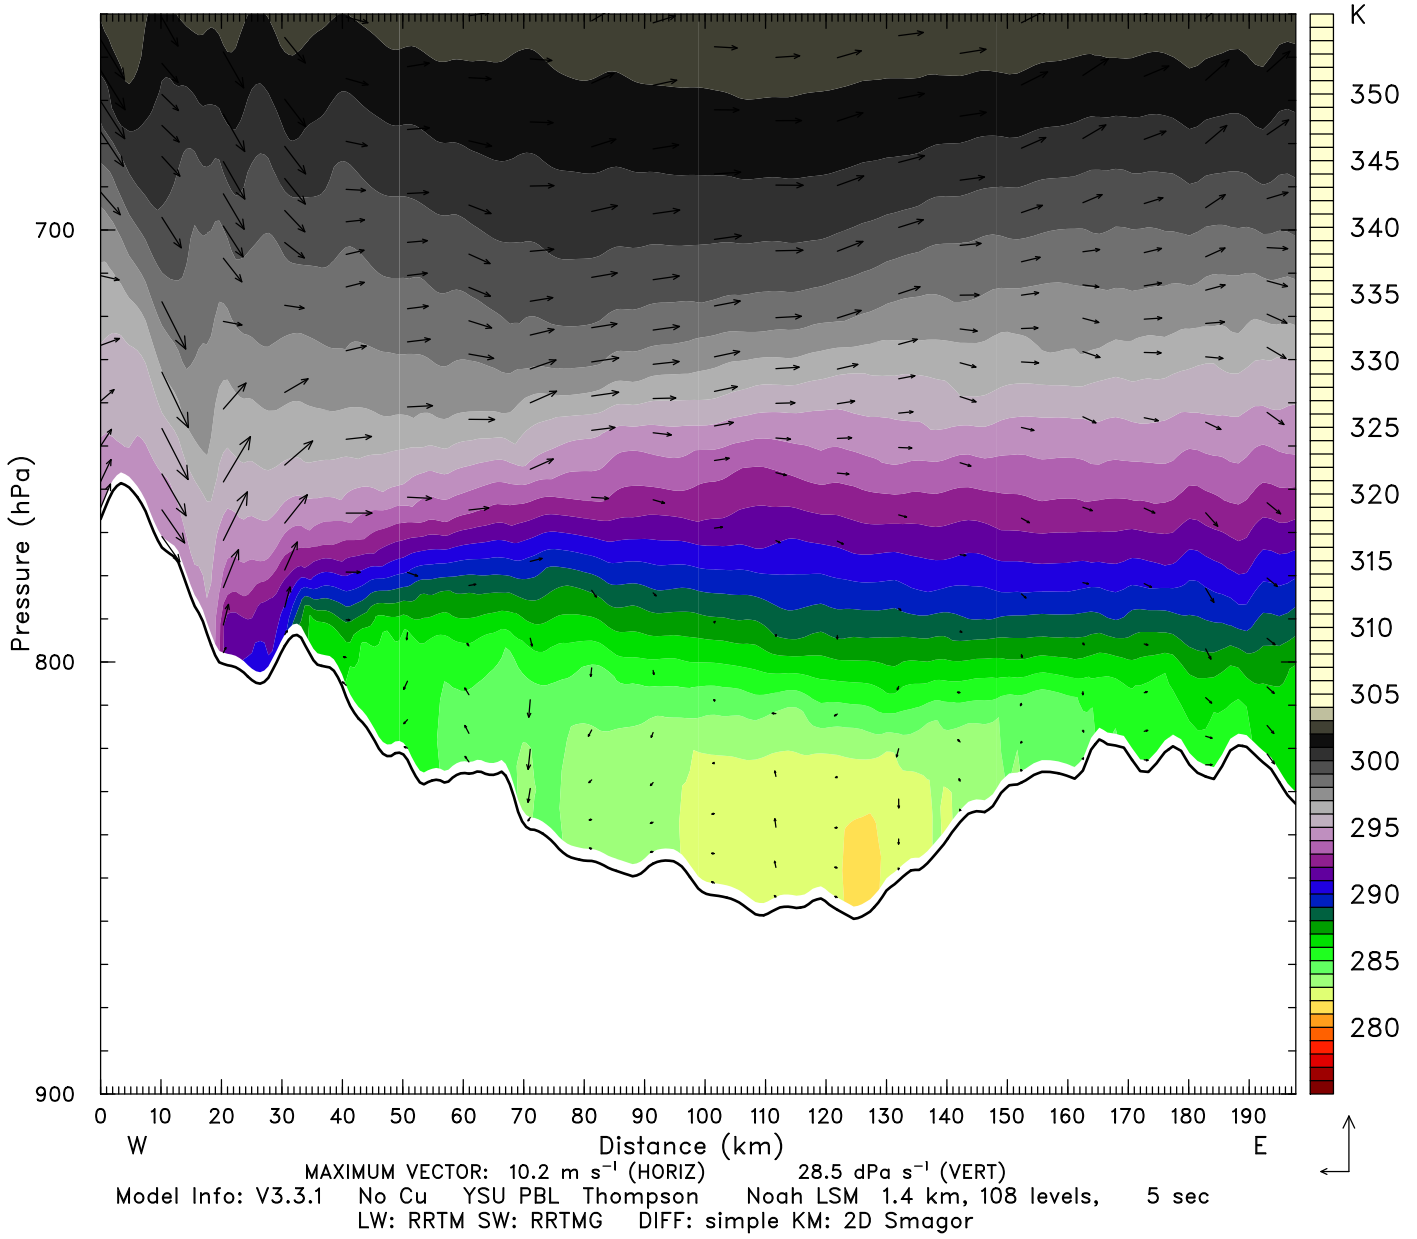 K
350
345
340
335
330
325
320
315
310
305
300
295
290
285
280
Pressure (hPa)
700
800
900
0 10 20 30 40 50 60 70 80 90 100 110 120 130 140 150 160 170 180 190
W Distance (km) E
MAXIMUM VECTOR: 10.2 m s⁻¹ (HORIZ) 28.5 dPa s⁻¹ (VERT)
Model Info: V3.3.1 No Cu YSU PBL Thompson Noah LSM 1.4 km, 108 levels, 5 sec
LW: RRTM SW: RRTMG DIFF: simple KM: 2D Smagor